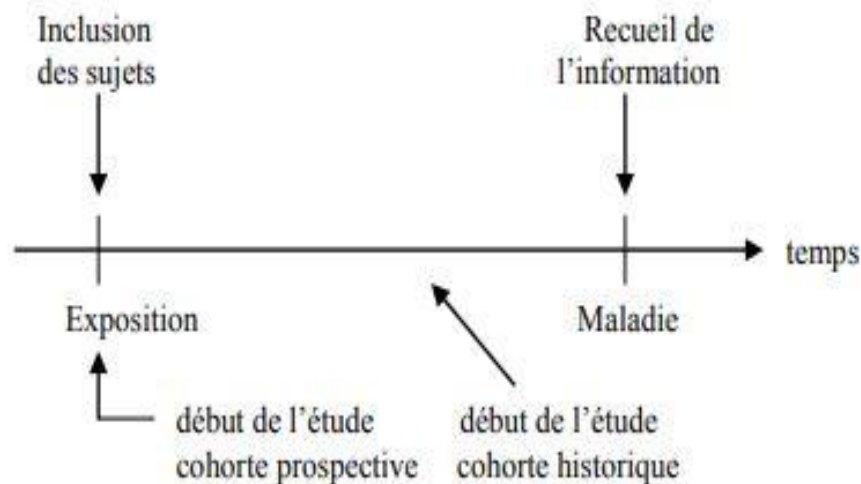 Inclusion
des sujets
Recueil de
l’information
temps
Exposition
Maladie
début de l’étude
cohorte prospective
début de l’étude
cohorte historique